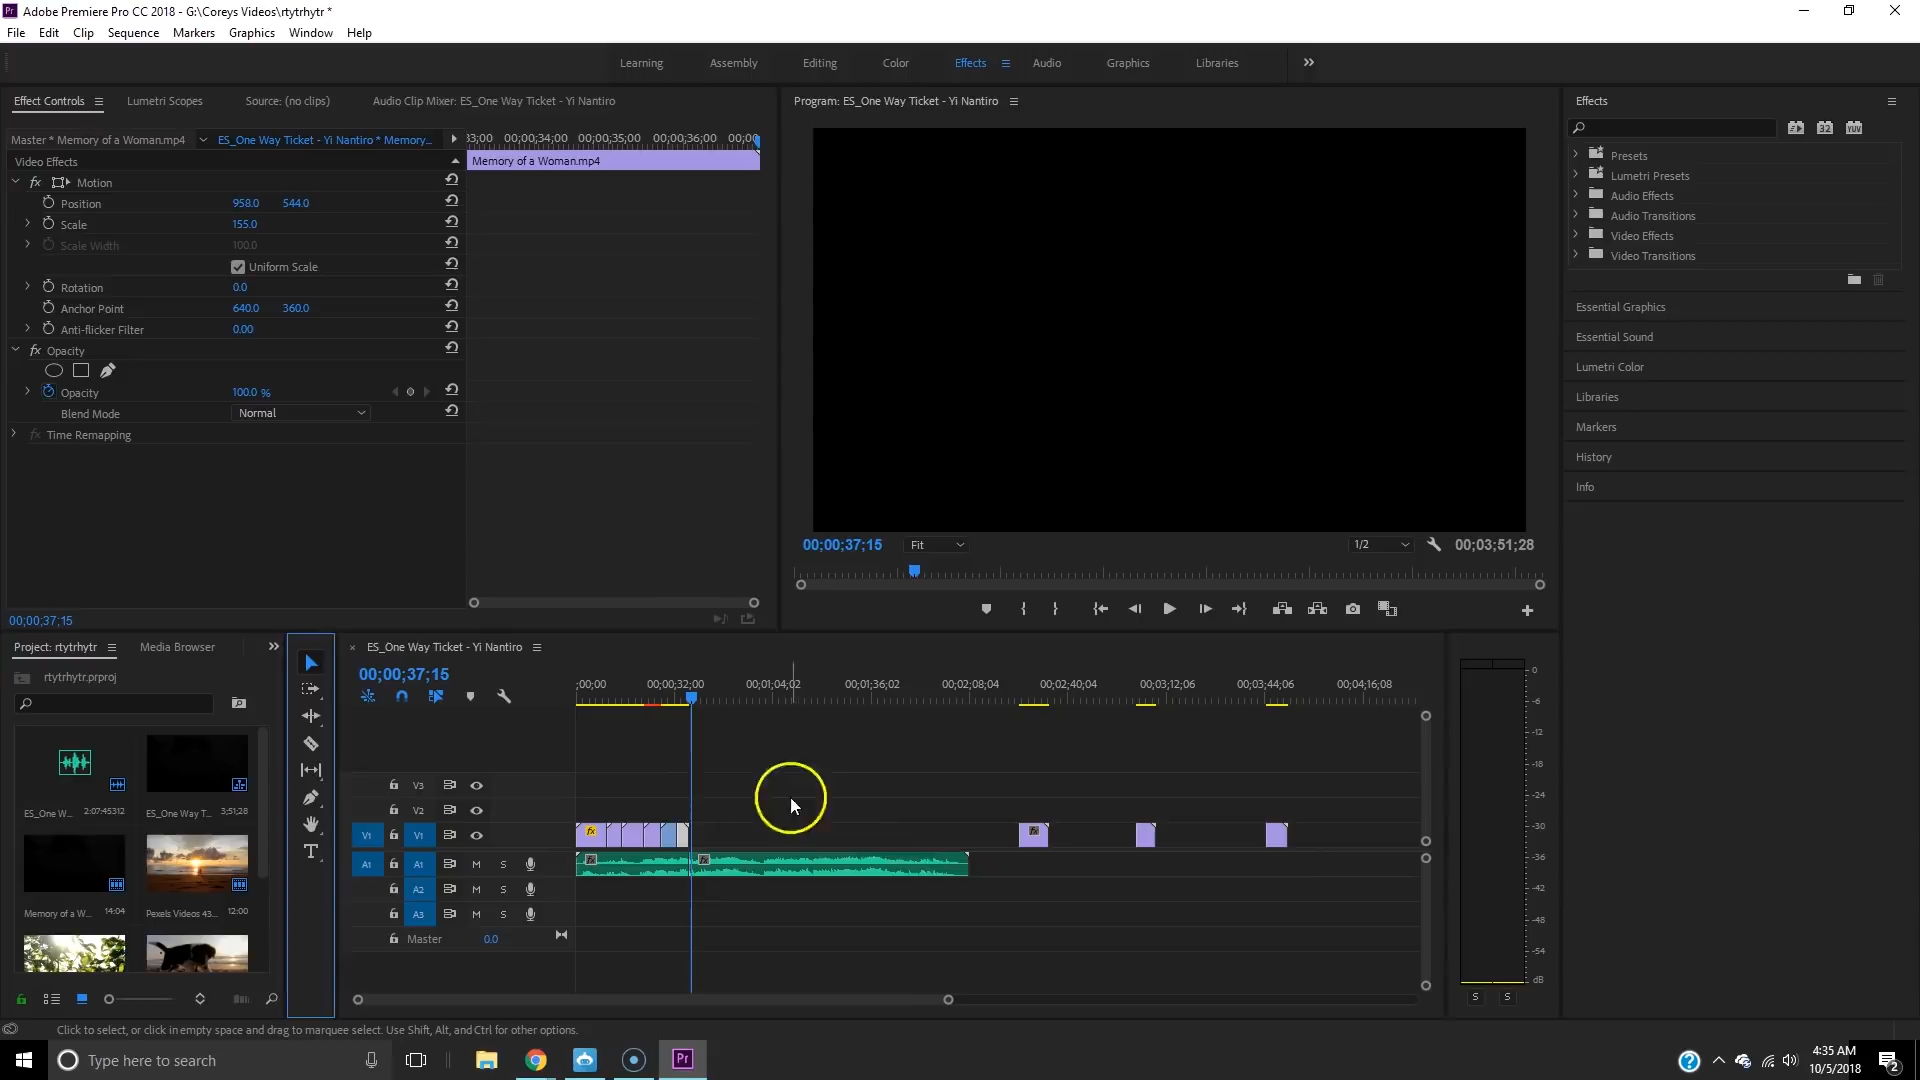 Adobe Premiere Pro CC 2018 - G:\Coreys Videos\rtytrhytr *
File Edit Clip Sequence Markers Graphics Window Help
Learning Assembly Editing Color Effects Audio Graphics Libraries
Effect Controls Lumetri Scopes Source: (no clips) Audio Clip Mixer: ES_One Way Ticket - Yi Nantiro
Program: ES_One Way Ticket - Yi Nantiro
Effects
Master * Memory of a Woman.mp4 ES_One Way Ticket - Yi Nantiro * Memory...
33;00 00;00;34;00 00;00;35;00 00;00;36;00 00;00
Video Effects
Memory of a Woman.mp4
fx Motion
Position 958.0 544.0
Scale 155.0
Scale Width 100.0
Uniform Scale
Rotation 0.0
Anchor Point 640.0 360.0
Anti-flicker Filter 0.00
fx Opacity
Opacity 100.0 %
Blend Mode Normal
fx Time Remapping
00;00;37;15
00;00;37;15 Fit 1/2 00;03;51;28
32 YUV
Presets
Lumetri Presets
Audio Effects
Audio Transitions
Video Effects
Video Transitions
Essential Graphics
Essential Sound
Lumetri Color
Libraries
Markers
History
Info
Project: rtytrhytr Media Browser
rtytrhytr.prproj
ES_One W... 2:07:45312
ES_One Way T... 3;51;28
Memory of a W... 14:04
Pexels Videos 43... 12:00
T
ES_One Way Ticket - Yi Nantiro
00;00;37;15
;00;00 00;00;32;00 00;01;04;02 00;01;36;02 00;02;08;04 00;02;40;04 00;03;12;06 00;03;44;06 00;04;16;08
V3
V2
V1 V1 fx fx
A1 A1 M S fx fx
A2 M S
A3 M S
Master 0.0
0
-6
-12
-18
-24
-30
-36
-42
-48
-54
dB
S S
Click to select, or click in empty space and drag to marquee select. Use Shift, Alt, and Ctrl for other options.
Type here to search
Pr
4:35 AM
10/5/2018
2